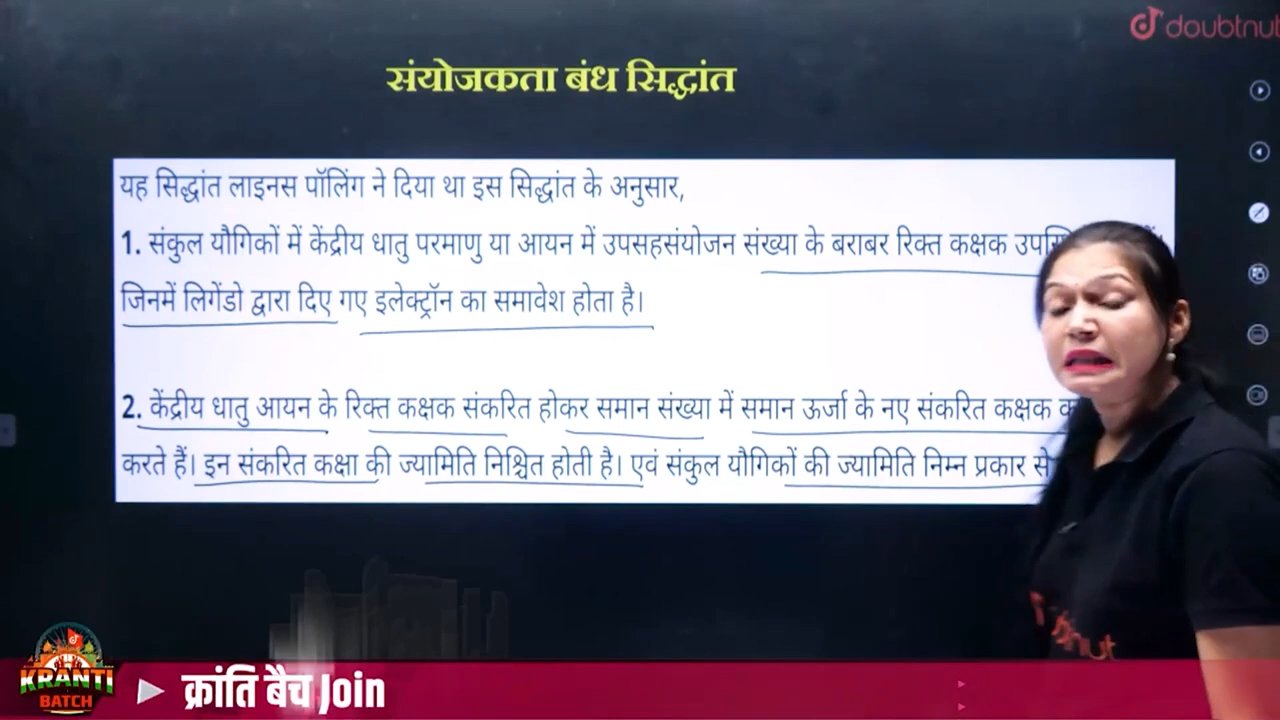 doubtnut
संयोजकता बंध सिद्धांत
यह सिद्धांत लाइनस पॉलिंग ने दिया था इस सिद्धांत के अनुसार,
1. संकुल यौगिकों में केंद्रीय धातु परमाणु या आयन में उपसहसंयोजन संख्या के बराबर रिक्त कक्षक
जिनमें लिगेंडो द्वारा दिए गए इलेक्ट्रॉन का समावेश होता है।
2. केंद्रीय धातु आयन के रिक्त कक्षक संकरित होकर समान संख्या में समान ऊर्जा के नए संकरित कक्षक
करते हैं। इन संकरित कक्षा की ज्यामिति निश्चित होती है। एवं संकुल यौगिकों की ज्यामिति निम्न प्रकार से
KRANTI
BATCH
क्रांति बैच Join